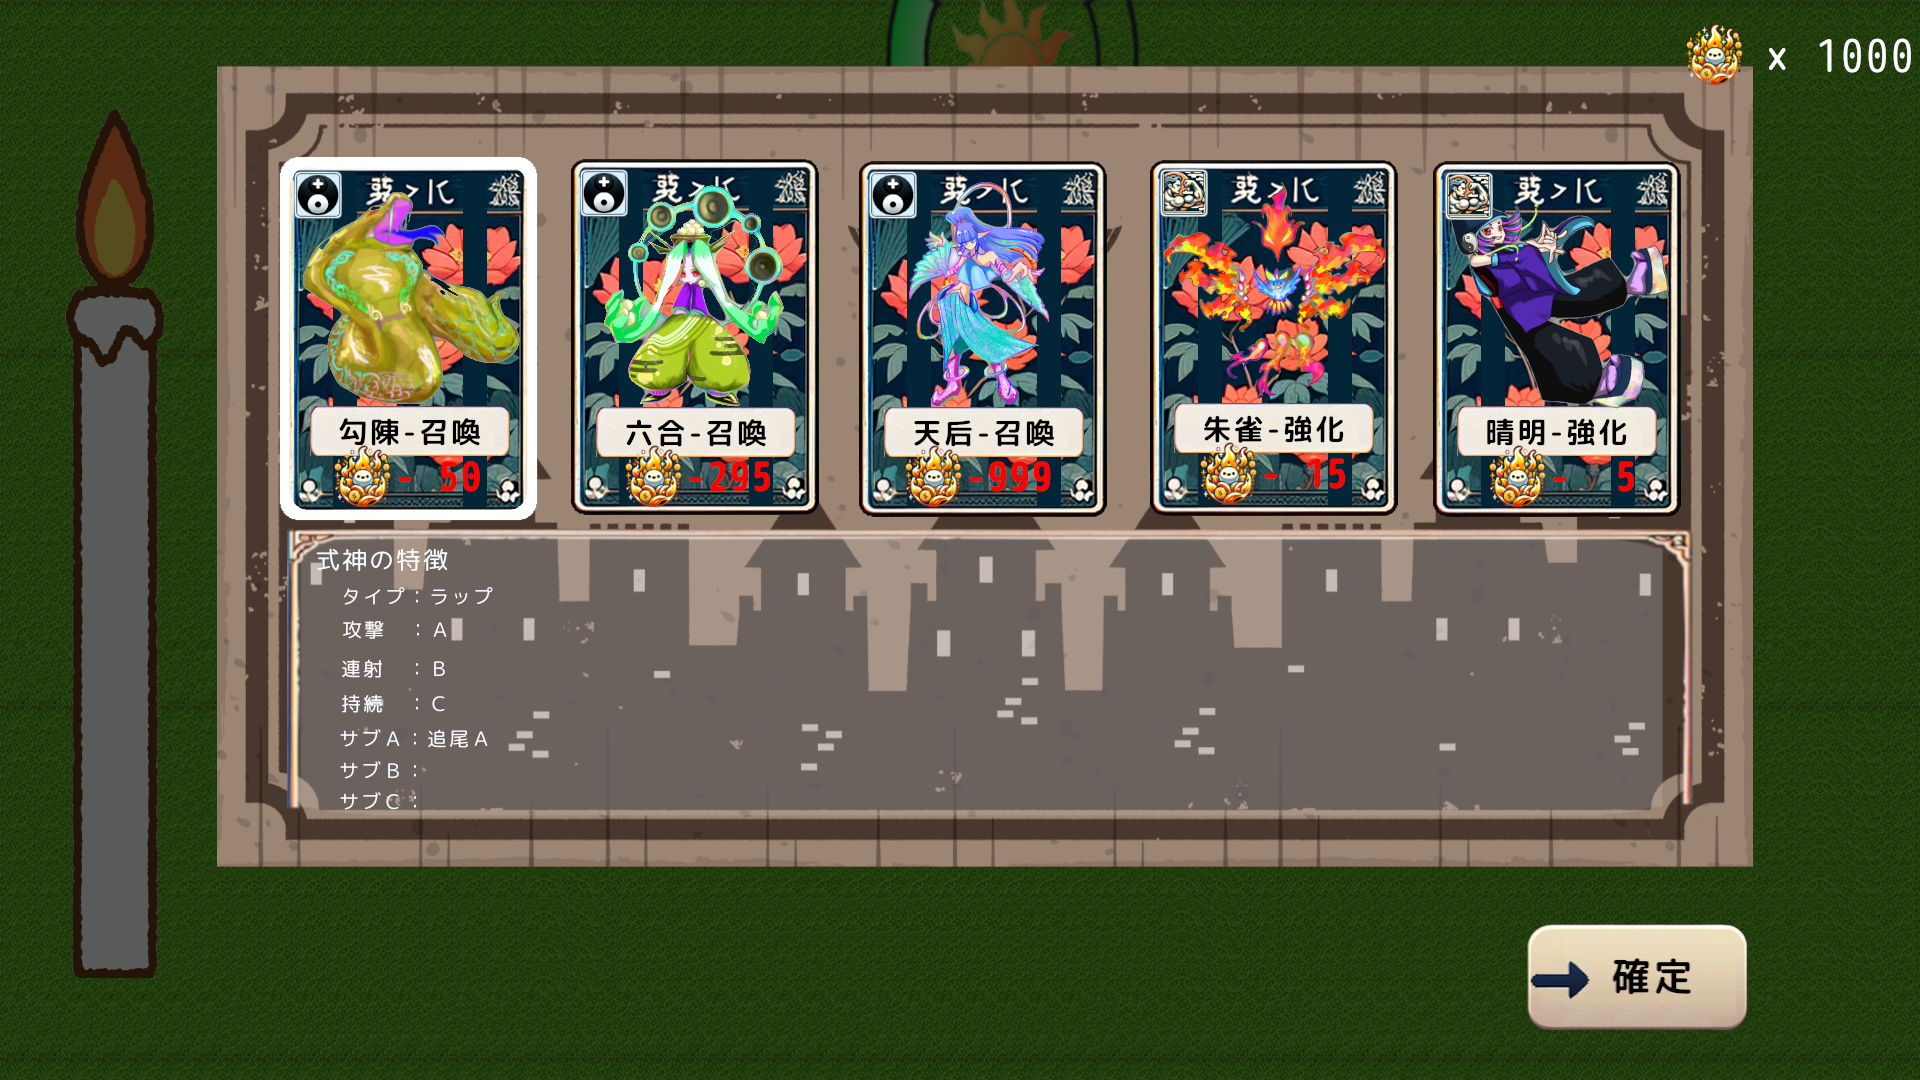 x 1000
勾陳-召喚
- 50
六合-召喚
-295
天后-召喚
-999
朱雀-強化
- 15
晴明-強化
- 5
式神の特徴
タイプ:ラップ
攻撃 :A
連射 :B
持続 :C
サブA:追尾A
サブB:
サブC:
確定